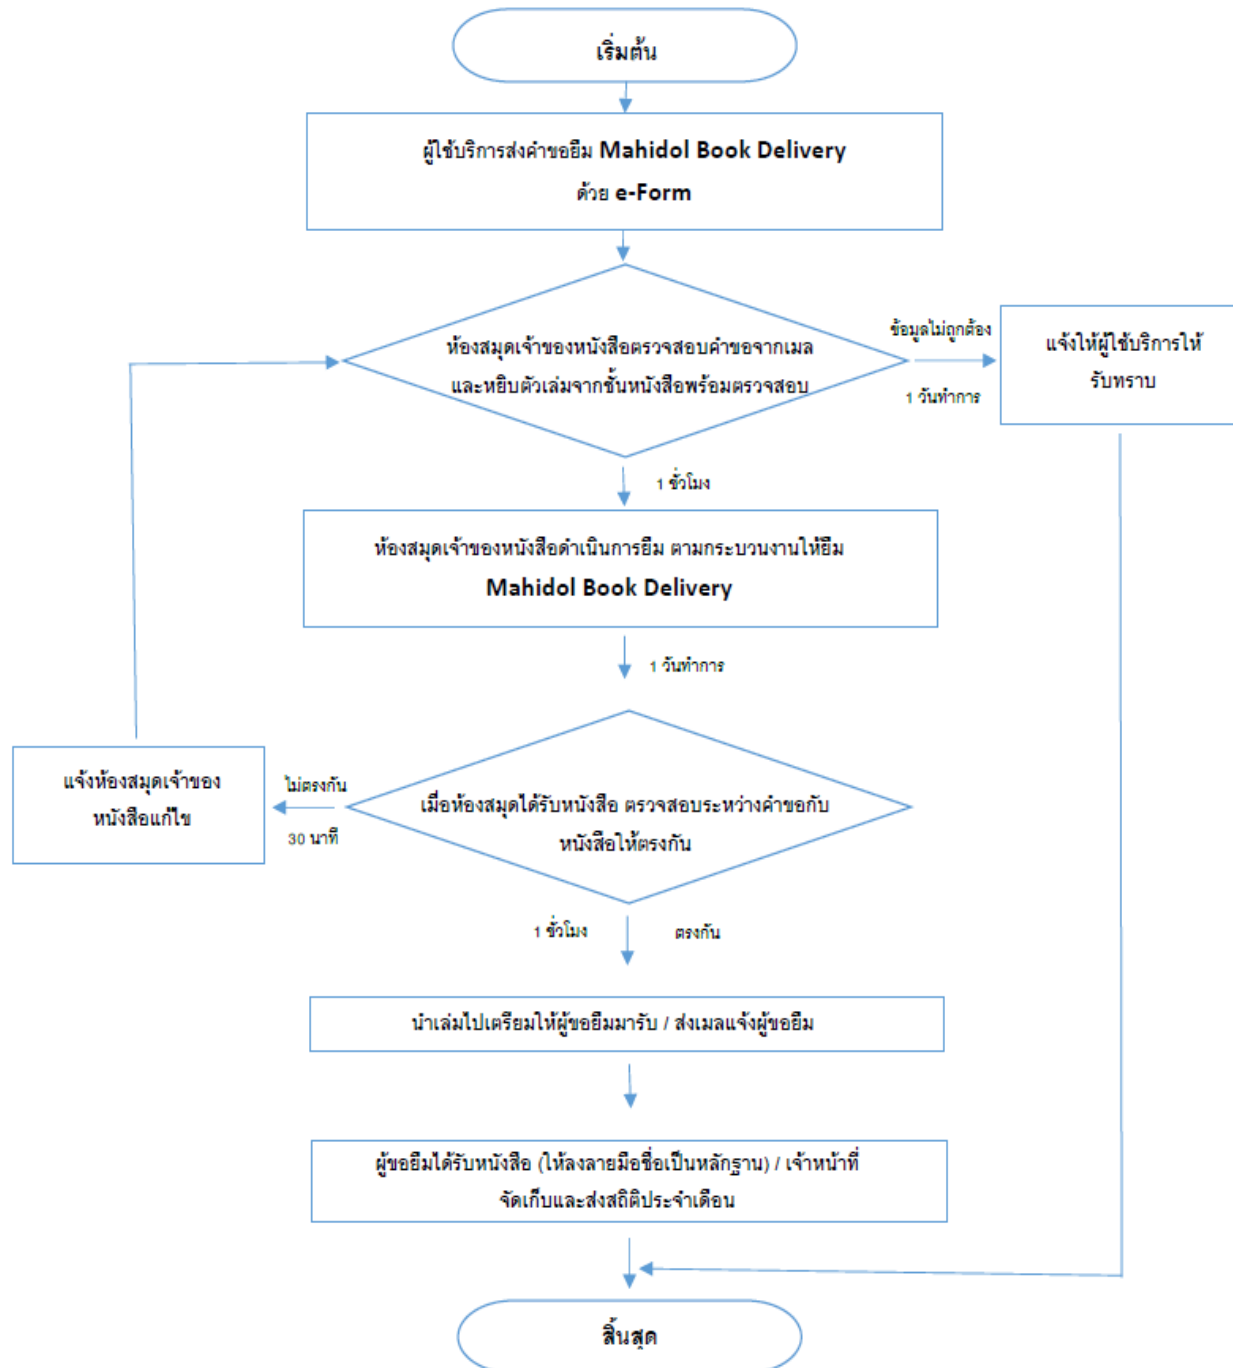 เริ่มต้น
ผู้ใช้บริการส่งคำขอยืม Mahidol Book Delivery
ด้วย e-Form
ห้องสมุดเจ้าของหนังสือตรวจสอบคำขอจากเมล
และหยิบตัวเล่มจากชั้นหนังสือพร้อมตรวจสอบ
ข้อมูลไม่ถูกต้อง
1 วันทำการ
แจ้งให้ผู้ใช้บริการให้
รับทราบ
1 ชั่วโมง
ห้องสมุดเจ้าของหนังสือดำเนินการยืม ตามกระบวนงานให้ยืม
Mahidol Book Delivery
1 วันทำการ
เมื่อห้องสมุดได้รับหนังสือ ตรวจสอบระหว่างคำขอกับ
หนังสือให้ตรงกัน
ไม่ตรงกัน
30 นาที
แจ้งห้องสมุดเจ้าของ
หนังสือแก้ไข
1 ชั่วโมง
ตรงกัน
นำเล่มไปเตรียมให้ผู้ขอยืมมารับ / ส่งเมลแจ้งผู้ขอยืม
ผู้ขอยืมได้รับหนังสือ (ให้ลงลายมือชื่อเป็นหลักฐาน) / เจ้าหน้าที่
จัดเก็บและส่งสถิติประจำเดือน
สิ้นสุด